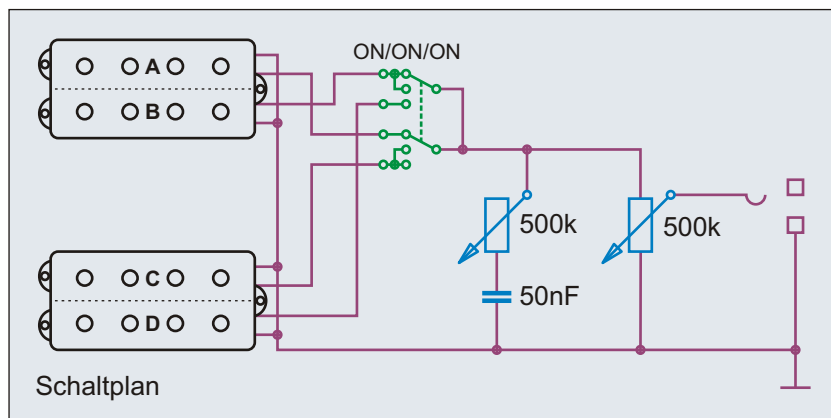 ON/ON/ON
A
B
500k
500k
50nF
C
D
Schaltplan